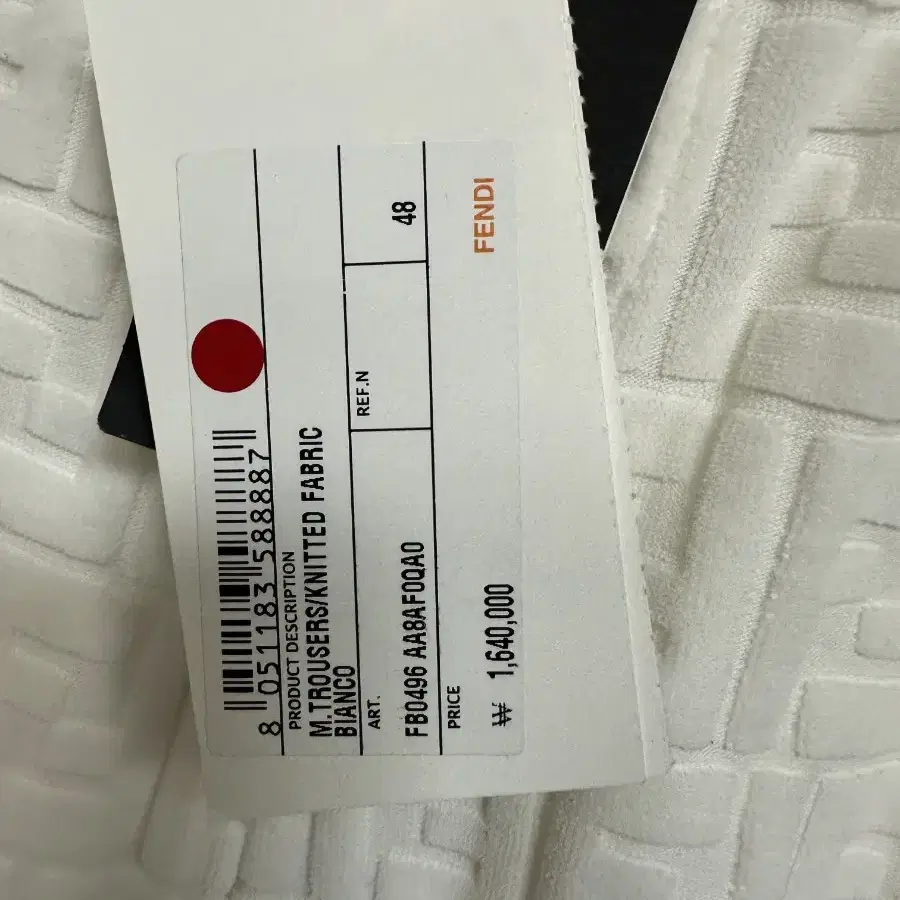 8 051183 588887
PRODUCT DESCRIPTION
M.TROUSERS/KNITTED FABRIC
BIANCO
ART.
REF.N
FB0496 AA8AF0QA0
48
PRICE
₩ 1,640,000
FENDI